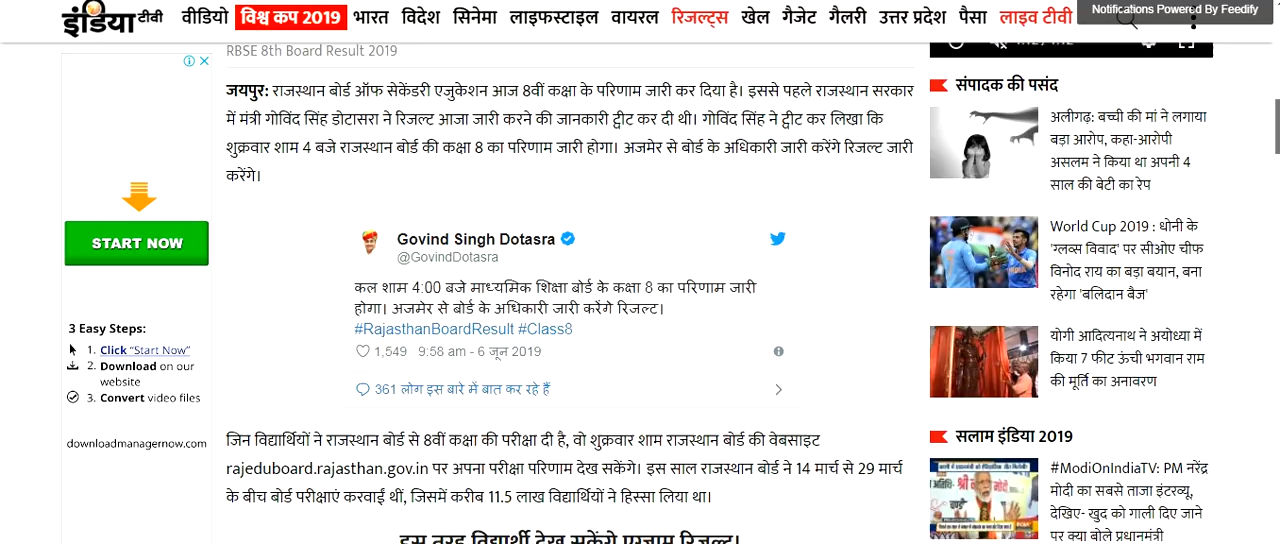 इंडिया टीवी
वीडियो विश्व कप 2019 भारत विदेश सिनेमा लाइफस्टाइल वायरल रिजल्ट्स खेल गैजेट गैलरी उत्तर प्रदेश पैसा लाइव टीवी
Notifications Powered By Feedify
RBSE 8th Board Result 2019
जयपुर: राजस्थान बोर्ड ऑफ सेकेंडरी एजुकेशन आज 8वीं कक्षा के परिणाम जारी कर दिया है। इससे पहले राजस्थान सरकार
में मंत्री गोविंद सिंह डोटासरा ने रिजल्ट आजा जारी करने की जानकारी ट्वीट कर दी थी। गोविंद सिंह ने ट्वीट कर लिखा कि
शुक्रवार शाम 4 बजे राजस्थान बोर्ड की कक्षा 8 का परिणाम जारी होगा। अजमेर से बोर्ड के अधिकारी जारी करेंगे रिजल्ट जारी
करेंगे।
Govind Singh Dotasra
@GovindDotasra
कल शाम 4:00 बजे माध्यमिक शिक्षा बोर्ड के कक्षा 8 का परिणाम जारी
होगा। अजमेर से बोर्ड के अधिकारी जारी करेंगे रिजल्ट।
#RajasthanBoardResult #Class8
1,549 9:58 am - 6 जून 2019
361 लोग इस बारे में बात कर रहे हैं
जिन विद्यार्थियों ने राजस्थान बोर्ड से 8वीं कक्षा की परीक्षा दी है, वो शुक्रवार शाम राजस्थान बोर्ड की वेबसाइट
rajeduboard.rajasthan.gov.in पर अपना परीक्षा परिणाम देख सकेंगे। इस साल राजस्थान बोर्ड ने 14 मार्च से 29 मार्च
के बीच बोर्ड परीक्षाएं करवाई थीं, जिसमें करीब 11.5 लाख विद्यार्थियों ने हिस्सा लिया था।
इस तरह विद्यार्थी देख सकेंगे एग्जाम रिजल्ट।
START NOW
3 Easy Steps:
1. Click “Start Now”
2. Download on our
website
3. Convert video files
downloadmanagernow.com
संपादक की पसंद
अलीगढ़: बच्ची की मां ने लगाया
बड़ा आरोप, कहा-आरोपी
असलम ने किया था अपनी 4
साल की बेटी का रेप
World Cup 2019 : धोनी के
'ग्लव्स विवाद' पर सीओए चीफ
विनोद राय का बड़ा बयान, बना
रहेगा 'बलिदान बैज'
योगी आदित्यनाथ ने अयोध्या में
किया 7 फीट ऊंची भगवान राम
की मूर्ति का अनावरण
सलाम इंडिया 2019
#ModiOnIndiaTV: PM नरेंद्र
मोदी का सबसे ताजा इंटरव्यू,
देखिए- खुद को गाली दिए जाने
पर क्या बोले प्रधानमंत्री